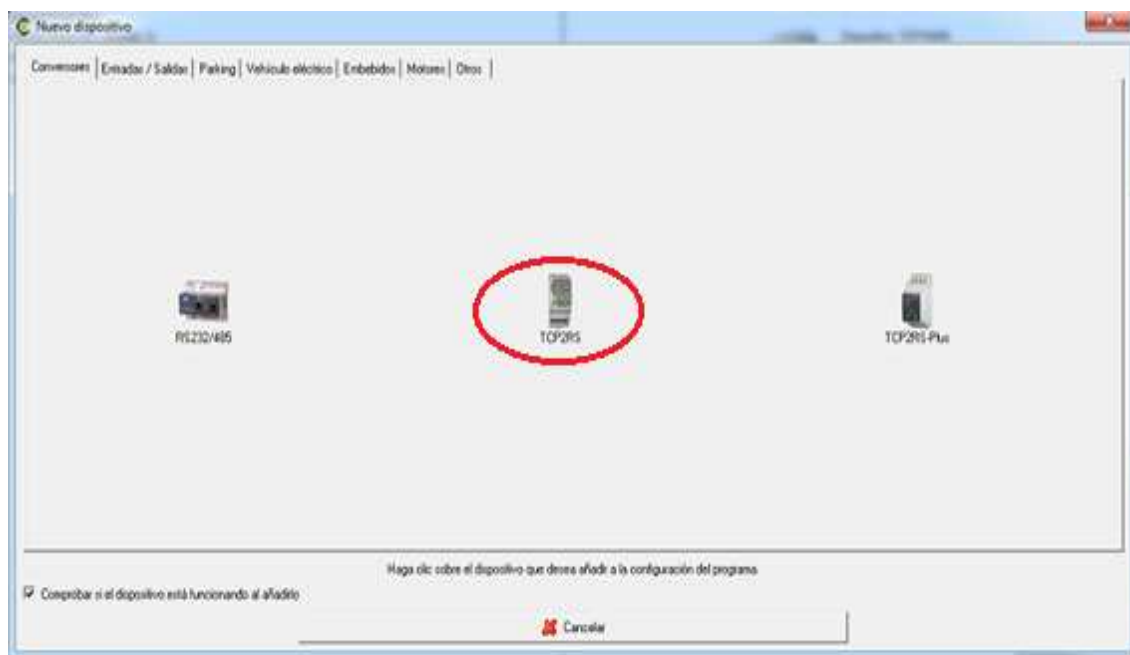 Nuevo dispositivo
Conversores Entradas / Salidas Parking Vehículo eléctrico Embebidos Motores Otros
RS232/485 TCP2RS TCP2RS-Plus
Haga clic sobre el dispositivo que desea añadir a la configuración del programa.
Comprobar si el dispositivo está funcionando al añadirlo
Cancelar